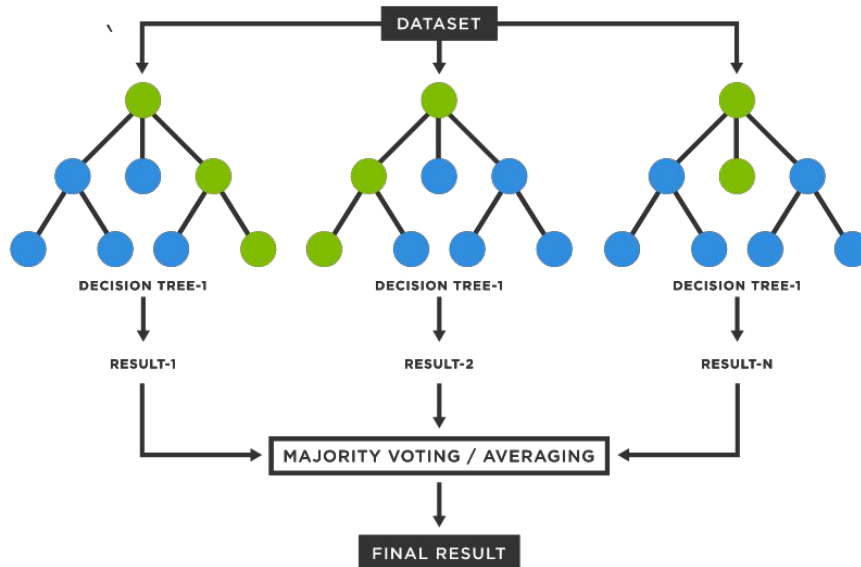 DATASET
DECISION TREE-1
DECISION TREE-1
DECISION TREE-1
RESULT-1
RESULT-2
RESULT-N
MAJORITY VOTING / AVERAGING
FINAL RESULT